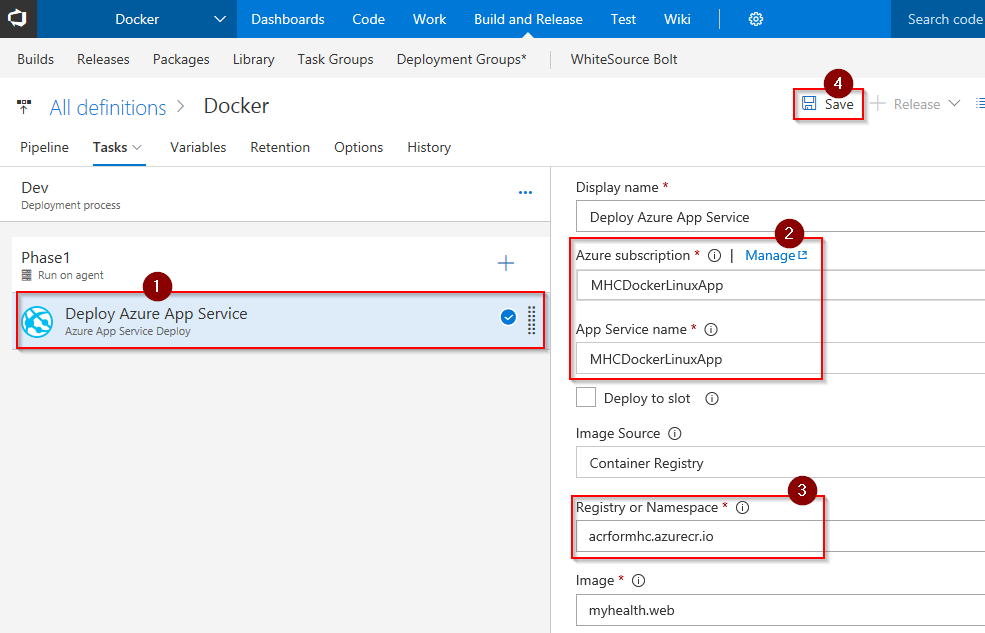 Docker Dashboards Code Work Build and Release Test Wiki Search code
Builds Releases Packages Library Task Groups Deployment Groups* WhiteSource Bolt
All definitions > Docker
4
Save + Release
Pipeline Tasks Variables Retention Options History
Dev
Deployment process
Phase1
Run on agent
1
Deploy Azure App Service
Azure App Service Deploy
Display name *
Deploy Azure App Service
2
Azure subscription * | Manage
MHCDockerLinuxApp
App Service name *
MHCDockerLinuxApp
Deploy to slot
Image Source
Container Registry
3
Registry or Namespace *
acrformhc.azurecr.io
Image *
myhealth.web